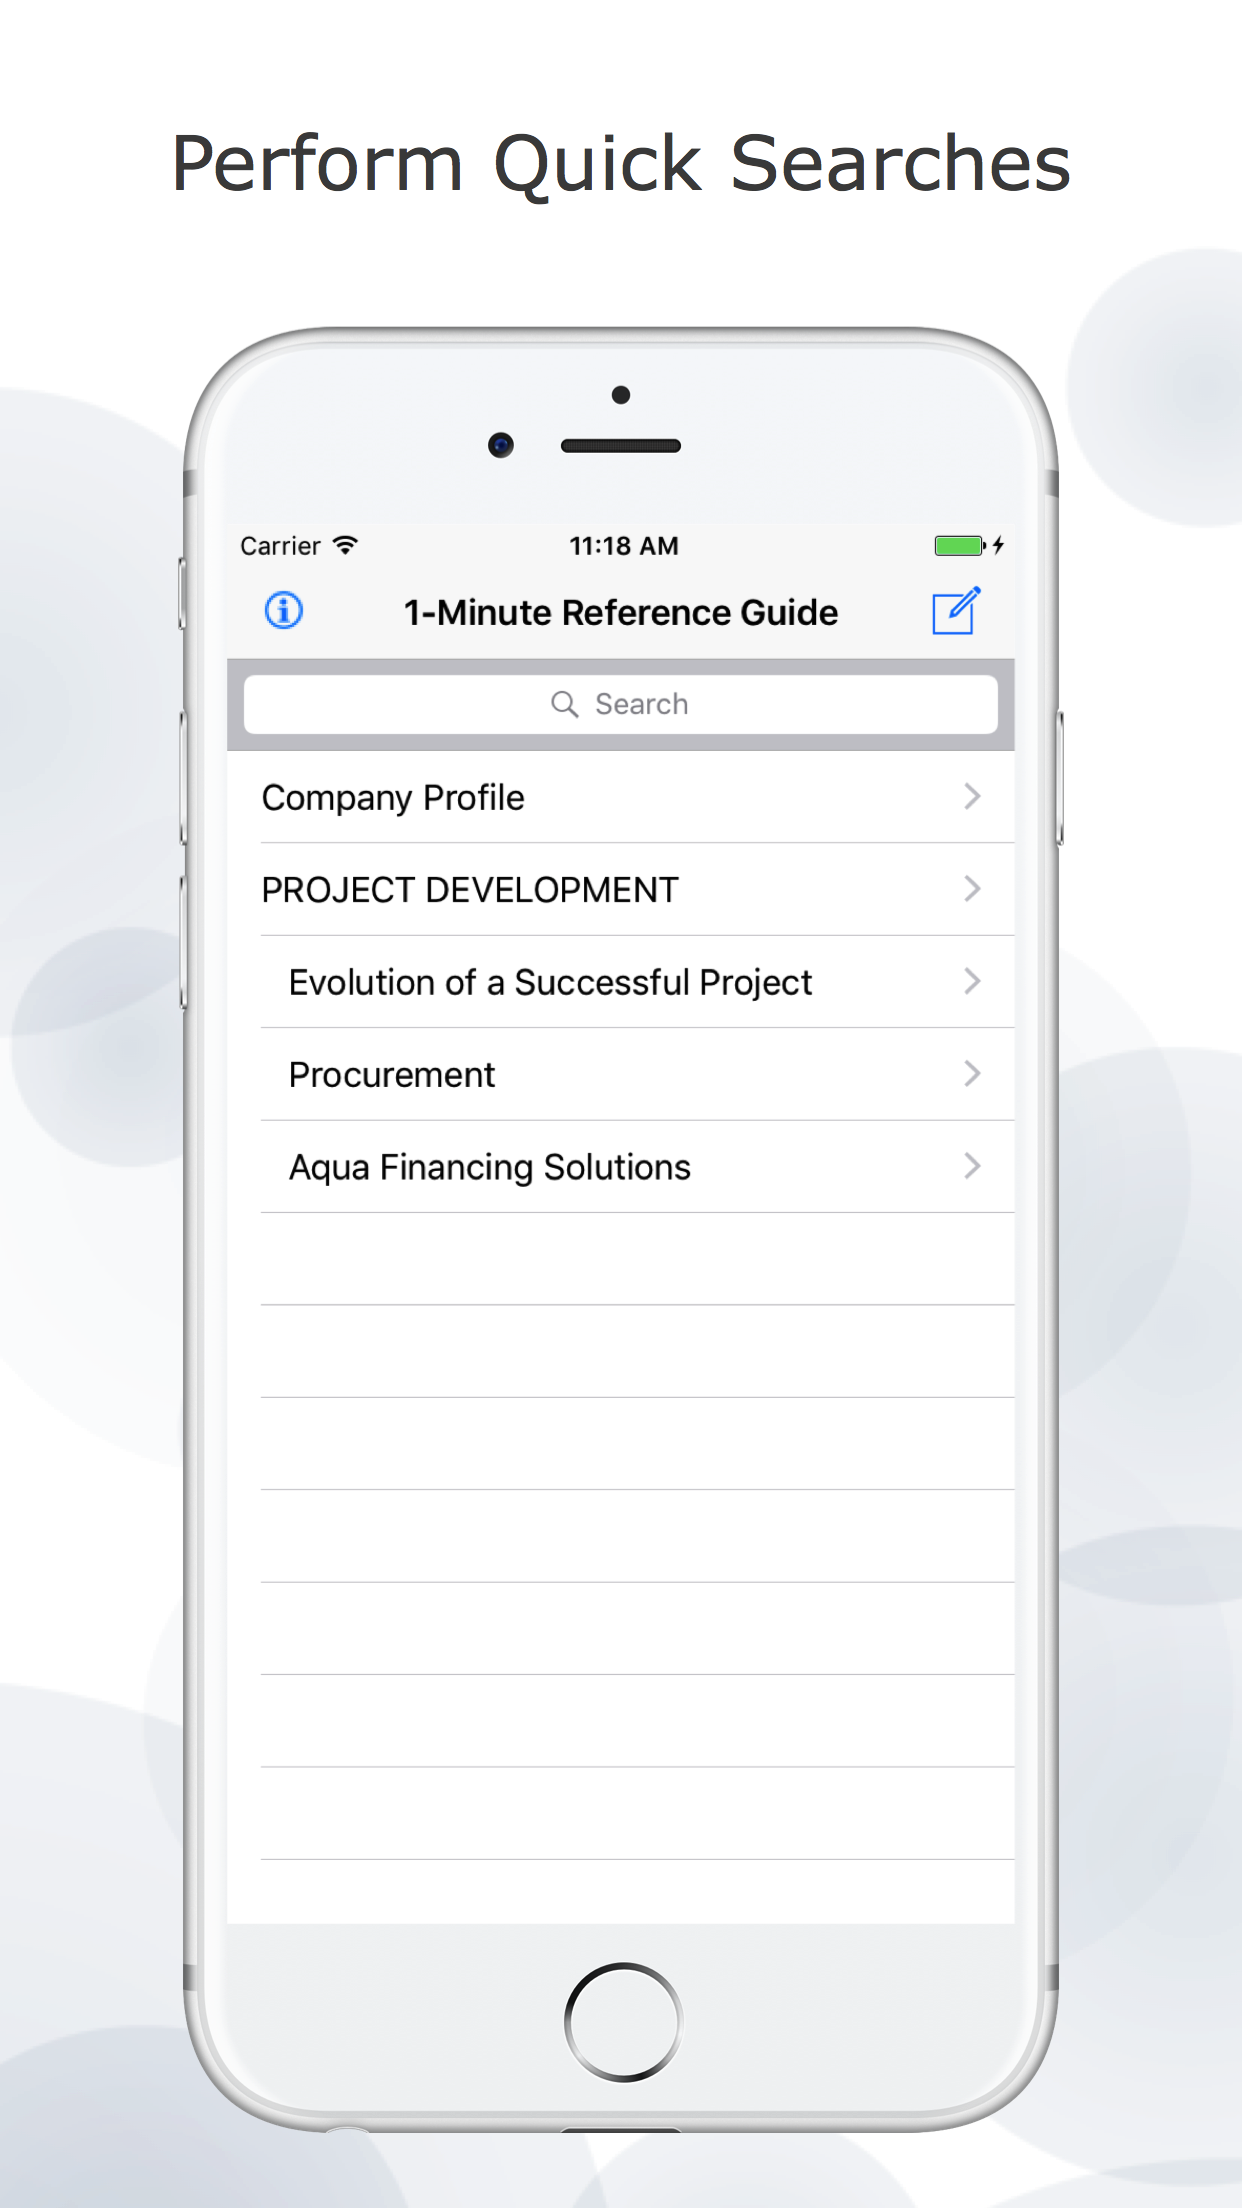 Perform Quick Searches
Carrier 11:18 AM
1-Minute Reference Guide
Search
Company Profile
PROJECT DEVELOPMENT
Evolution of a Successful Project
Procurement
Aqua Financing Solutions